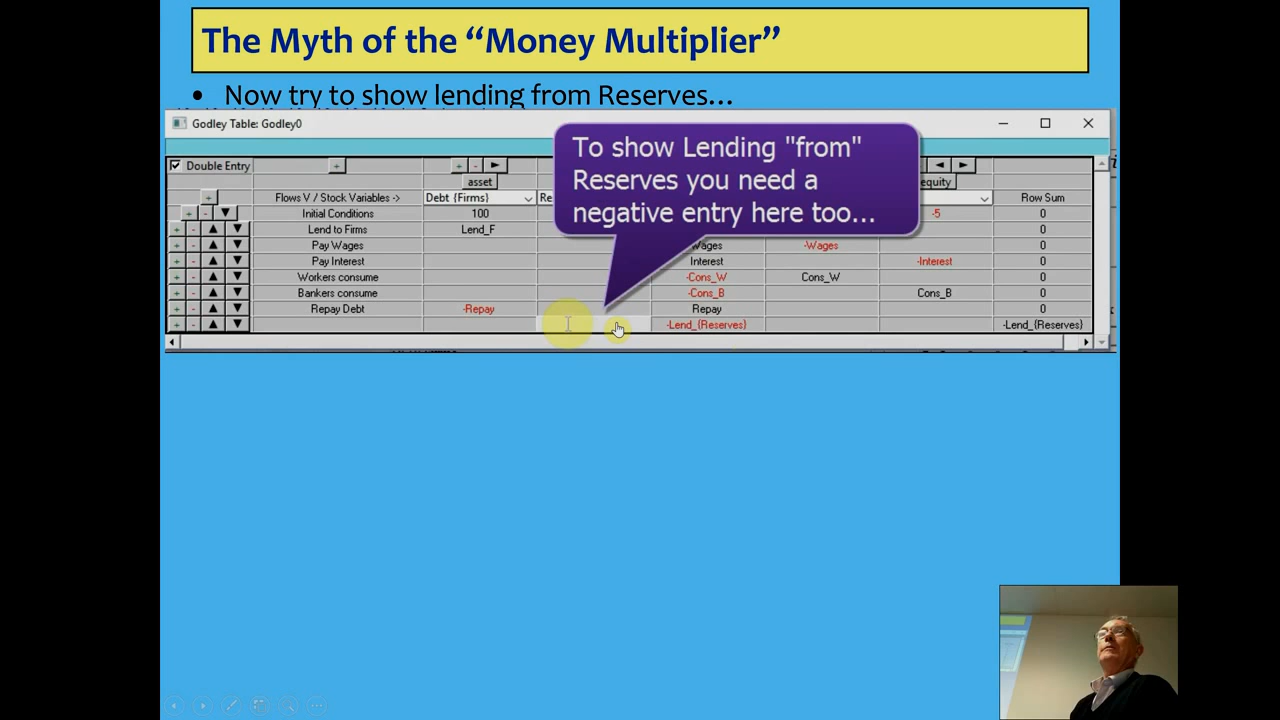 The Myth of the “Money Multiplier”
• Now try to show lending from Reserves…
Godley Table: Godley0
To show Lending "from"
Reserves you need a
negative entry here too...
Double Entry + + - ►  ◄ ►
asset equity
+ Flows V / Stock Variables -> Debt {Firms} Re Row Sum
+ - ▼ Initial Conditions 100 -5 0
+ - ▲ ▼ Lend to Firms Lend_F 0
+ - ▲ ▼ Pay Wages Wages -Wages 0
+ - ▲ ▼ Pay Interest Interest -Interest 0
+ - ▲ ▼ Workers consume -Cons_W Cons_W 0
+ - ▲ ▼ Bankers consume -Cons_B Cons_B 0
+ - ▲ ▼ Repay Debt -Repay Repay 0
+ - ▲ ▼ -Lend_{Reserves} -Lend_{Reserves}